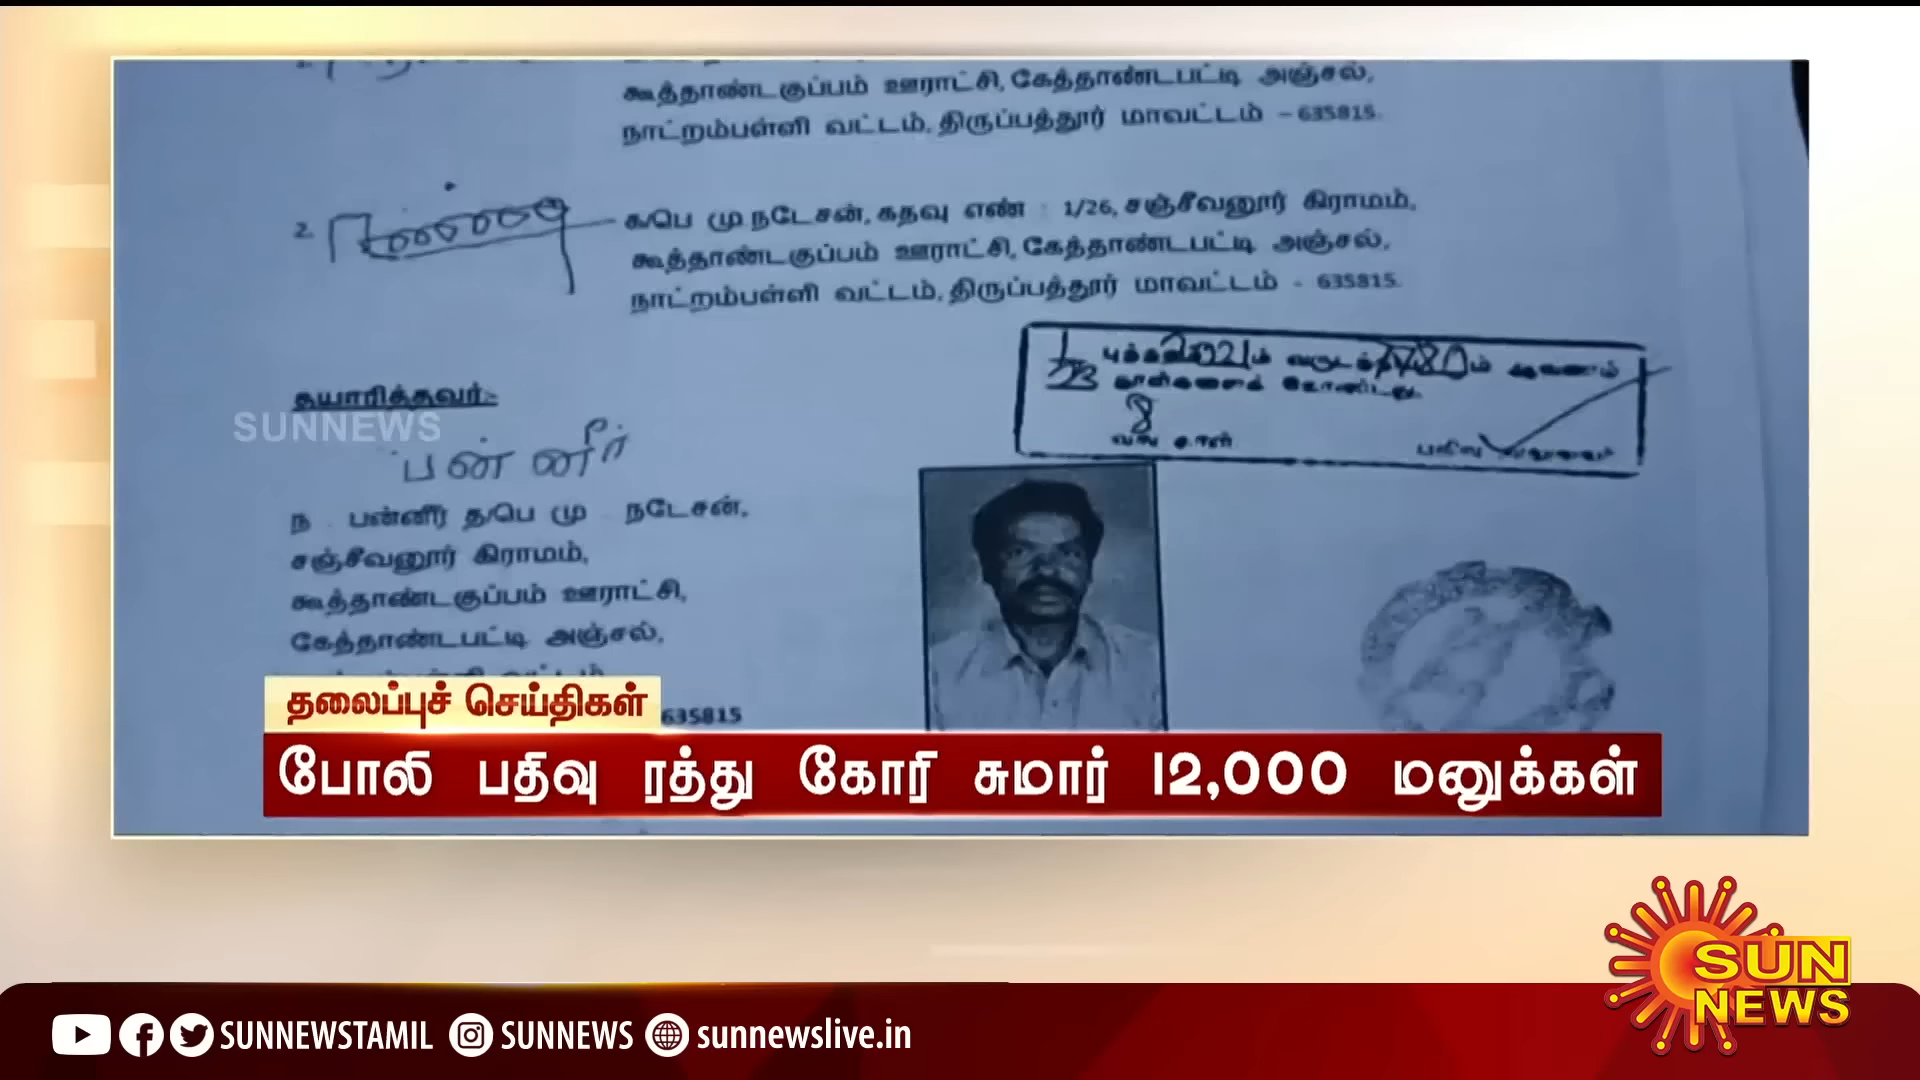 கூத்தாண்டகுப்பம் ஊராட்சி, கேத்தாண்டபட்டி அஞ்சல்,
நாட்றம்பள்ளி வட்டம், திருப்பத்தூர் மாவட்டம் - 635815.
2. க/பெ மு நடேசன், கதவு எண் : 1/26, சஞ்சீவனூர் கிராமம்,
கூத்தாண்டகுப்பம் ஊராட்சி, கேத்தாண்டபட்டி அஞ்சல்,
நாட்றம்பள்ளி வட்டம், திருப்பத்தூர் மாவட்டம் - 635815.
2021ம்
8
தயாரித்தவர்:-
SUNNEWS
பன்னீர்
ந . பன்னீர் த/பெ மு . நடேசன்,
சஞ்சீவனூர் கிராமம்,
கூத்தாண்டகுப்பம் ஊராட்சி,
கேத்தாண்டபட்டி அஞ்சல்,
635815
தலைப்புச் செய்திகள்
போலி பதிவு ரத்து கோரி சுமார் 12,000 மனுக்கள்
SUN
NEWS
SUNNEWSTAMIL SUNNEWS sunnewslive.in